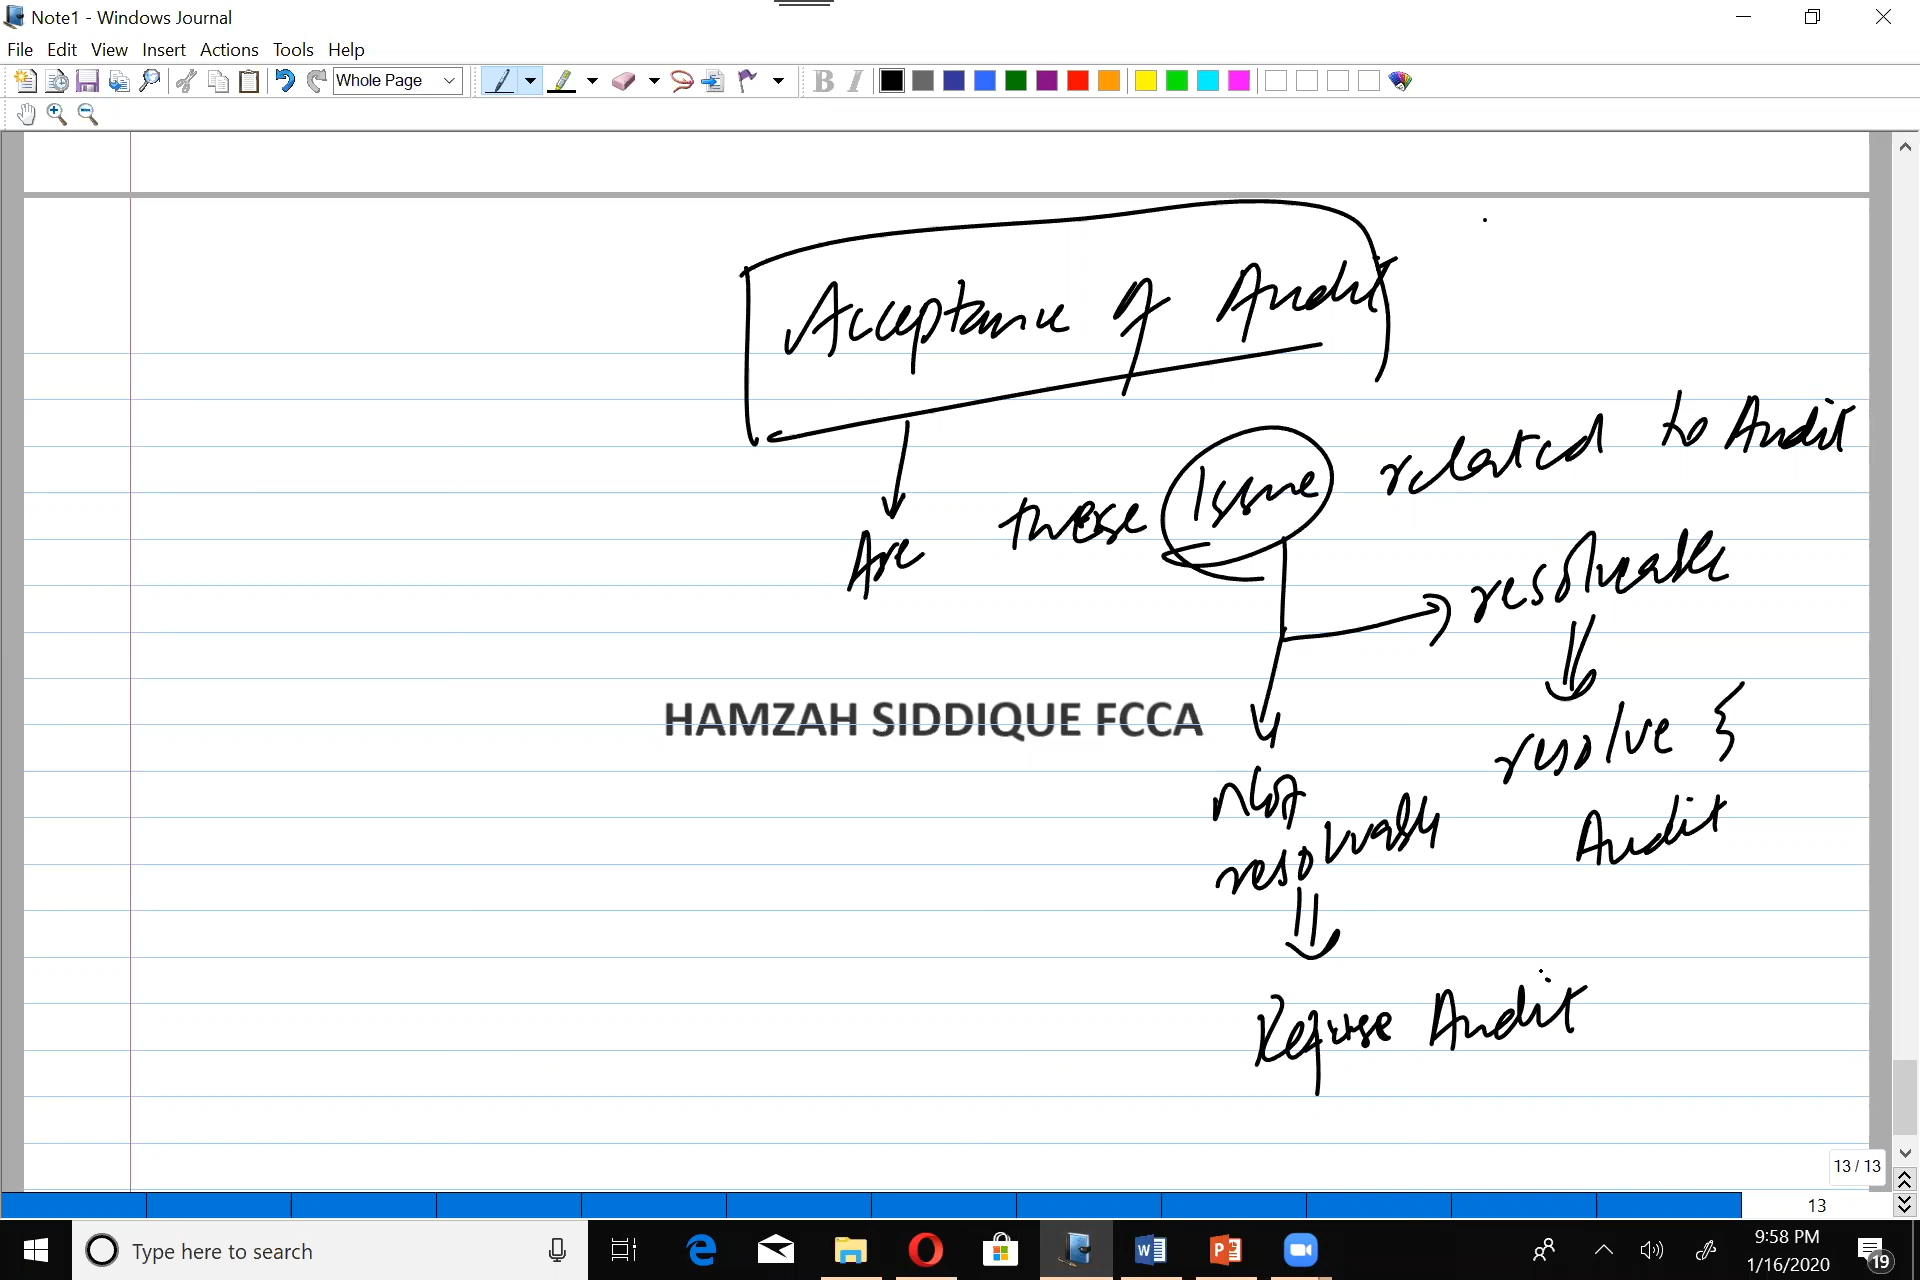 Note1 - Windows Journal
File Edit View Insert Actions Tools Help
Whole Page
Acceptance of Audit
Are these Issue related to Audit
resolveable
resolve &
Audit
not
resolvable
Refuse Audit
HAMZAH SIDDIQUE FCCA
13 / 13
13
Type here to search
9:58 PM
1/16/2020
19